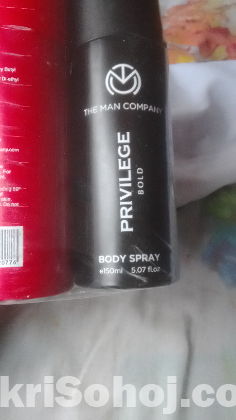 THE MAN COMPANY
PRIVILEGE
BOLD
BODY SPRAY
e150ml 5.07 fl.oz
kriSohoj.co